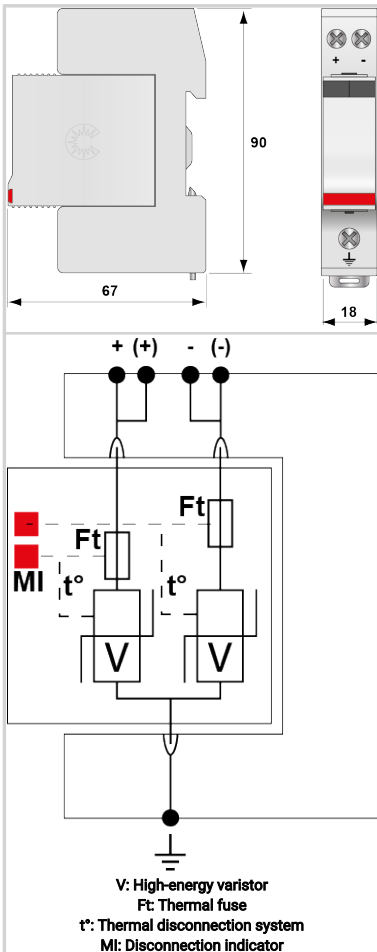 + -
90
67
18
+ (+) - (-)
-
Ft
Ft
MI
t°
t°
V
V
V: High-energy varistor
Ft: Thermal fuse
t°: Thermal disconnection system
MI: Disconnection indicator